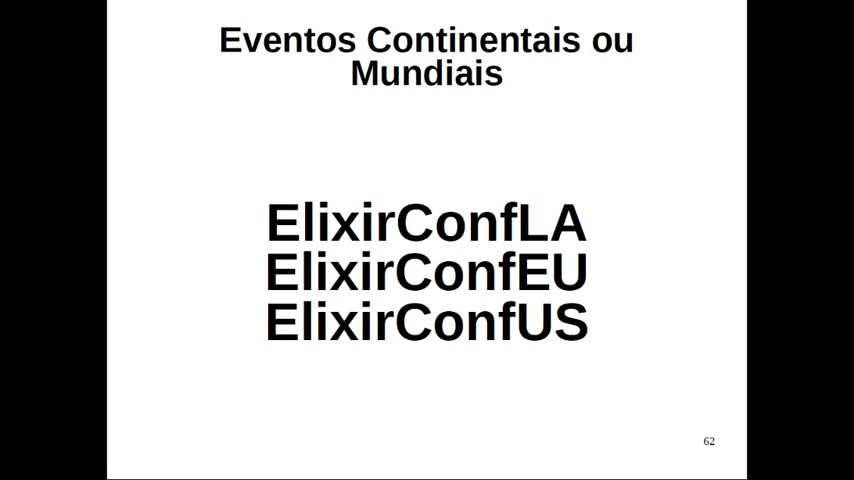 Eventos Continentais ou
Mundiais
ElixirConfLA
ElixirConfEU
ElixirConfUS
62